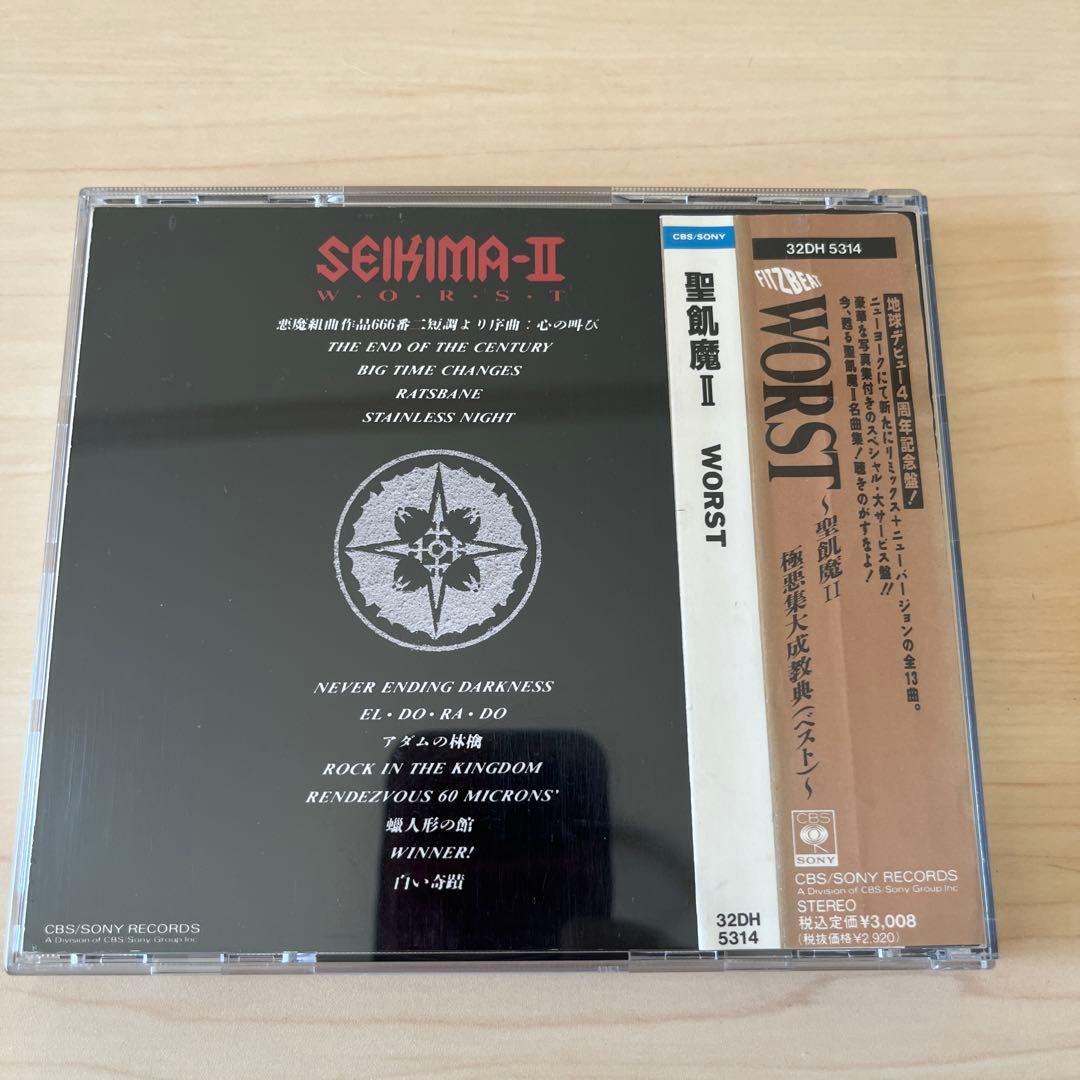 SEIKIMA-II
W・O・R・S・T
悪魔組曲作品666番二短調より序曲：心の叫び
THE END OF THE CENTURY
BIG TIME CHANGES
RATSBANE
STAINLESS NIGHT
NEVER ENDING DARKNESS
EL・DO・RA・DO
アダムの林檎
ROCK IN THE KINGDOM
RENDEZVOUS 60 MICRONS'
蠟人形の館
WINNER!
白い奇蹟
CBS/SONY RECORDS
A Division of CBS/Sony Group Inc.
CBS/SONY
聖飢魔II WORST
32DH
5314
32DH 5314
FITZBEAT
地球デビュー4周年記念盤！
ニューヨークにて新たにリミックス＋ニューバージョンの全13曲。
豪華な写真集付きのスペシャル・大サービス盤!!
今、甦る聖飢魔II名曲集！聴きのがすなよ！
WORST
〜聖飢魔II
極悪集大成教典(ベスト)〜
CBS
SONY
CBS/SONY RECORDS
A Division of CBS/Sony Group Inc.
STEREO
税込定価¥3,008
(税抜価格¥2,920)